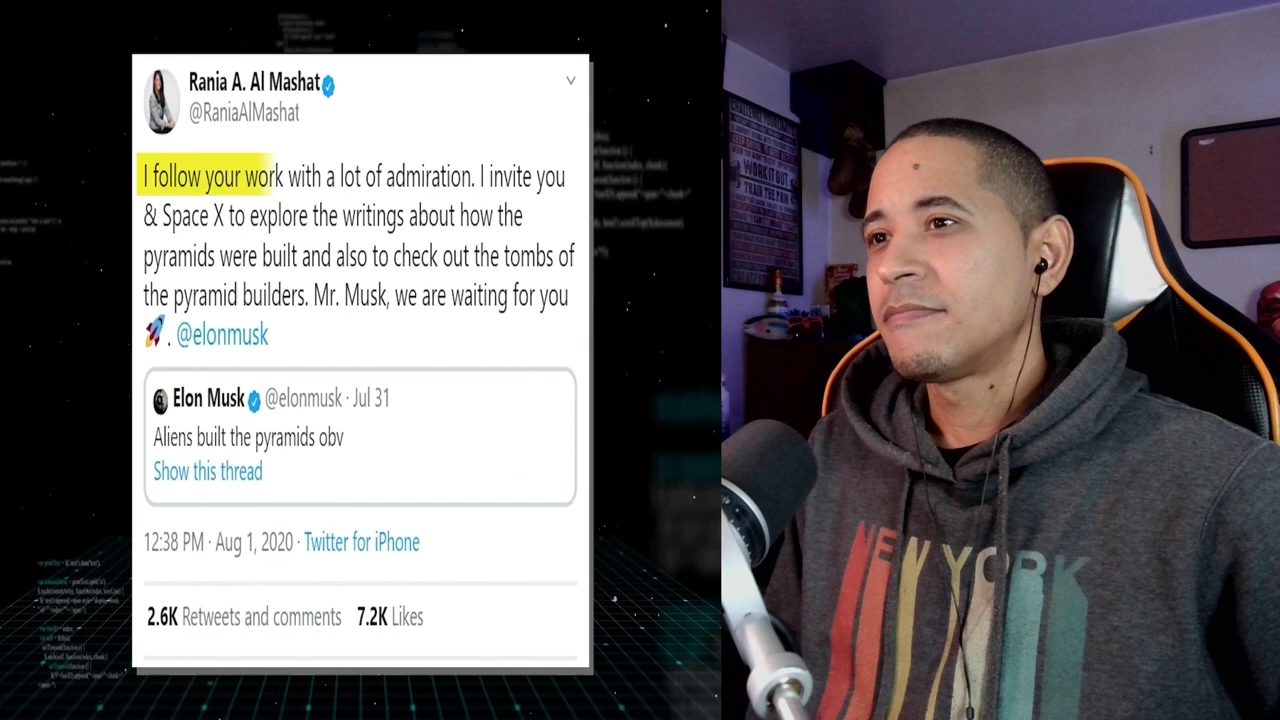 Rania A. Al Mashat
@RaniaAlMashat
I follow your work with a lot of admiration. I invite you
& Space X to explore the writings about how the
pyramids were built and also to check out the tombs of
the pyramid builders. Mr. Musk, we are waiting for you
🚀. @elonmusk
Elon Musk @elonmusk · Jul 31
Aliens built the pyramids obv
Show this thread
12:38 PM · Aug 1, 2020 · Twitter for iPhone
2.6K Retweets and comments 7.2K Likes
WORK IT OUT
TRAIN THE PAIN
NEW YORK